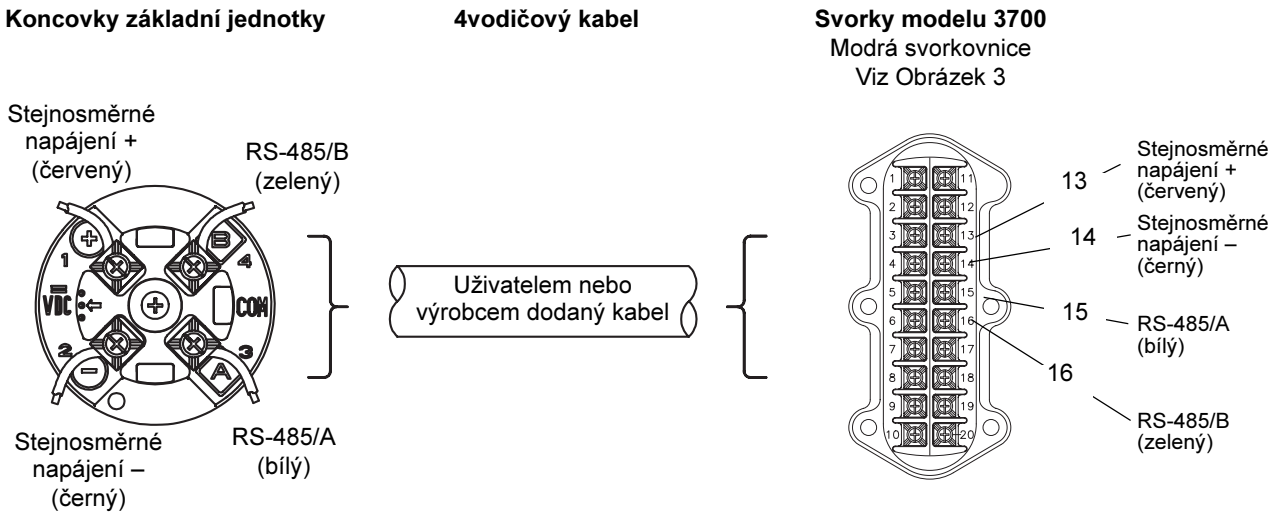 Koncovky základní jednotky
4vodičový kabel
Svorky modelu 3700
Modrá svorkovnice
Viz Obrázek 3
Stejnosměrné
napájení +
(červený)
RS-485/B
(zelený)
+
B
1
4
VDC
+
COM
2
3
−
A
Stejnosměrné
napájení –
(černý)
RS-485/A
(bílý)
Uživatelem nebo
výrobcem dodaný kabel
1
11
2
12
3
13
4
14
5
15
6
16
7
17
8
18
9
19
10
20
13
Stejnosměrné
napájení +
(červený)
14
Stejnosměrné
napájení –
(černý)
15
RS-485/A
(bílý)
16
RS-485/B
(zelený)